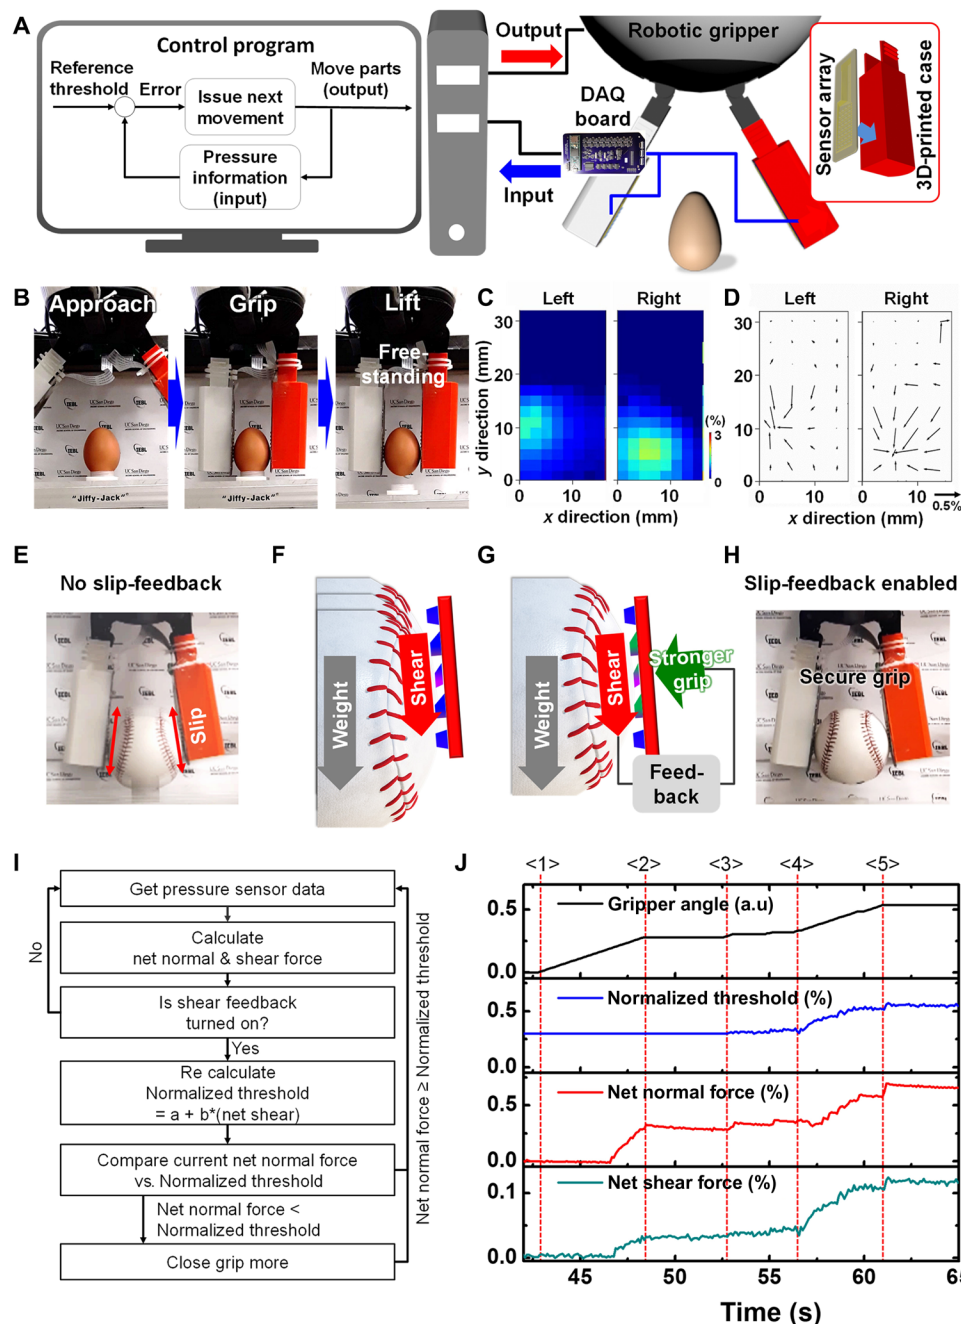 A
Control program
Reference
threshold
Error
Issue next
movement
Move parts
(output)
Pressure
information
(input)
Output
Input
Robotic gripper
DAQ
board
Sensor array
3D-printed case
B
Approach
Grip
Lift
Free-
standing
"Jiffy-Jack"®
"Jiffy-Jack"®
C
Left
Right
y direction (mm)
30
20
10
0
0
10
0
10
x direction (mm)
(%)
3
0
D
Left
Right
30
20
10
0
0
10
0
10
x direction (mm)
0.5%
E
No slip-feedback
Slip
F
Weight
Shear
G
Weight
Shear
Stronger
grip
Feed-
back
H
Slip-feedback enabled
Secure grip
I
Get pressure sensor data
Calculate
net normal & shear force
Is shear feedback
turned on?
No
Yes
Re calculate
Normalized threshold
= a + b*(net shear)
Compare current net normal force
vs. Normalized threshold
Net normal force <
Normalized threshold
Close grip more
Net normal force ≥ Normalized threshold
J
<1>
<2>
<3>
<4>
<5>
Gripper angle (a.u)
0.5
0.0
Normalized threshold (%)
0.5
0.0
Net normal force (%)
0.5
0.0
Net shear force (%)
0.1
0.0
45
50
55
60
65
Time (s)